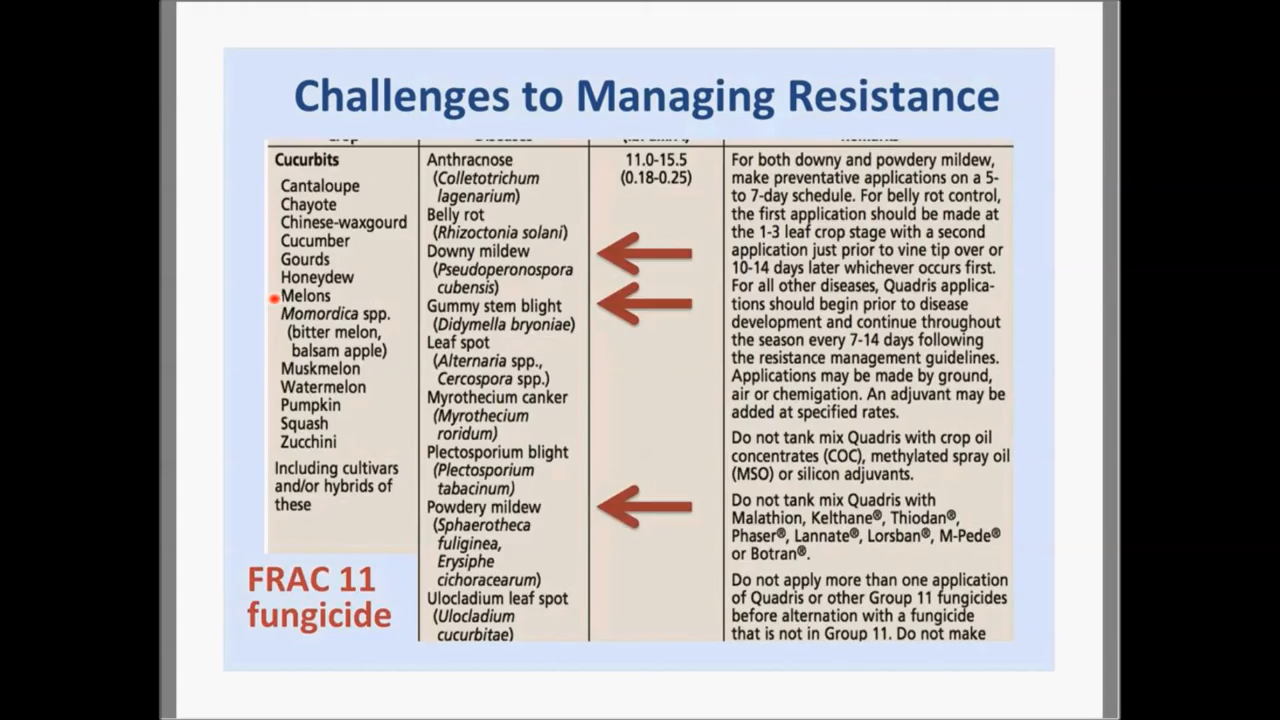 Challenges to Managing Resistance
Cucurbits
Cantaloupe
Chayote
Chinese-waxgourd
Cucumber
Gourds
Honeydew
Melons
Momordica spp.
(bitter melon,
balsam apple)
Muskmelon
Watermelon
Pumpkin
Squash
Zucchini
Including cultivars
and/or hybrids of
these
FRAC 11
fungicide
Anthracnose
(Colletotrichum
lagenarium)
Belly rot
(Rhizoctonia solani)
Downy mildew
(Pseudoperonospora
cubensis)
Gummy stem blight
(Didymella bryoniae)
Leaf spot
(Alternaria spp.,
Cercospora spp.)
Myrothecium canker
(Myrothecium
roridum)
Plectosporium blight
(Plectosporium
tabacinum)
Powdery mildew
(Sphaerotheca
fuliginea,
Erysiphe
cichoracearum)
Ulocladium leaf spot
(Ulocladium
cucurbitae)
11.0-15.5
(0.18-0.25)
For both downy and powdery mildew,
make preventative applications on a 5-
to 7-day schedule. For belly rot control,
the first application should be made at
the 1-3 leaf crop stage with a second
application just prior to vine tip over or
10-14 days later whichever occurs first.
For all other diseases, Quadris applica-
tions should begin prior to disease
development and continue throughout
the season every 7-14 days following
the resistance management guidelines.
Applications may be made by ground,
air or chemigation. An adjuvant may be
added at specified rates.
Do not tank mix Quadris with crop oil
concentrates (COC), methylated spray oil
(MSO) or silicon adjuvants.
Do not tank mix Quadris with
Malathion, Kelthane®, Thiodan®,
Phaser®, Lannate®, Lorsban®, M-Pede®
or Botran®.
Do not apply more than one application
of Quadris or other Group 11 fungicides
before alternation with a fungicide
that is not in Group 11. Do not make